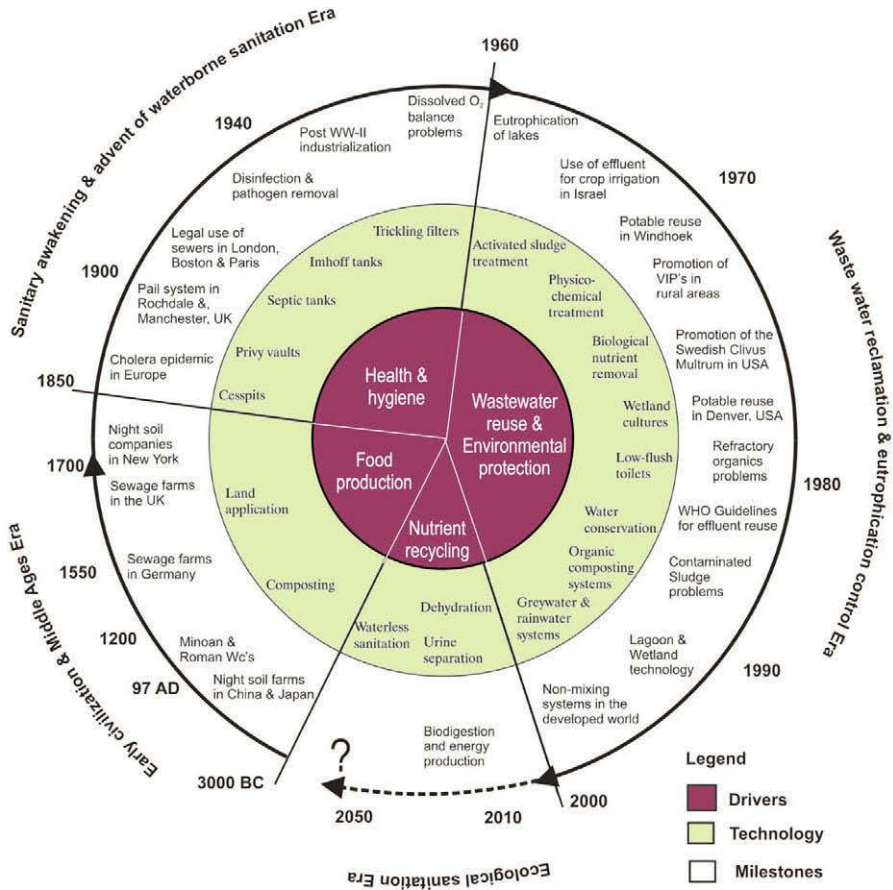 Sanitary awakening & advent of waterborne sanitation Era
Waste water reclamation & eutrophication control Era
Ecological sanitation Era
Early civilization & Middle Ages Era
3000 BC
97 AD
1200
1550
1700
1850
1900
1940
1960
1970
1980
1990
2000
2010
2050
?
Night soil farms
in China & Japan
Minoan &
Roman Wc's
Sewage farms
in Germany
Sewage farms
in the UK
Night soil
companies
in New York
Cholera epidemic
in Europe
Pail system in
Rochdale &,
Manchester, UK
Legal use of
sewers in London,
Boston & Paris
Disinfection &
pathogen removal
Post WW-II
industrialization
Dissolved O₂
balance
problems
Eutrophication
of lakes
Use of effluent
for crop irrigation
in Israel
Potable reuse
in Windhoek
Promotion of
VIP's in
rural areas
Promotion of the
Swedish Clivus
Multrum in USA
Potable reuse
in Denver, USA
Refractory
organics
problems
WHO Guidelines
for effluent reuse
Contaminated
Sludge
problems
Lagoon &
Wetland
technology
Non-mixing
systems in the
developed world
Biodigestion
and energy
production
Composting
Land
application
Cesspits
Privy vaults
Septic tanks
Imhoff tanks
Trickling filters
Activated sludge
treatment
Physico-
chemical
treatment
Biological
nutrient
removal
Wetland
cultures
Low-flush
toilets
Water
conservation
Organic
composting
systems
Greywater &
rainwater
systems
Dehydration
Urine
separation
Waterless
sanitation
Health &
hygiene
Wastewater
reuse &
Environmental
protection
Food
production
Nutrient
recycling
Legend
Drivers
Technology
Milestones